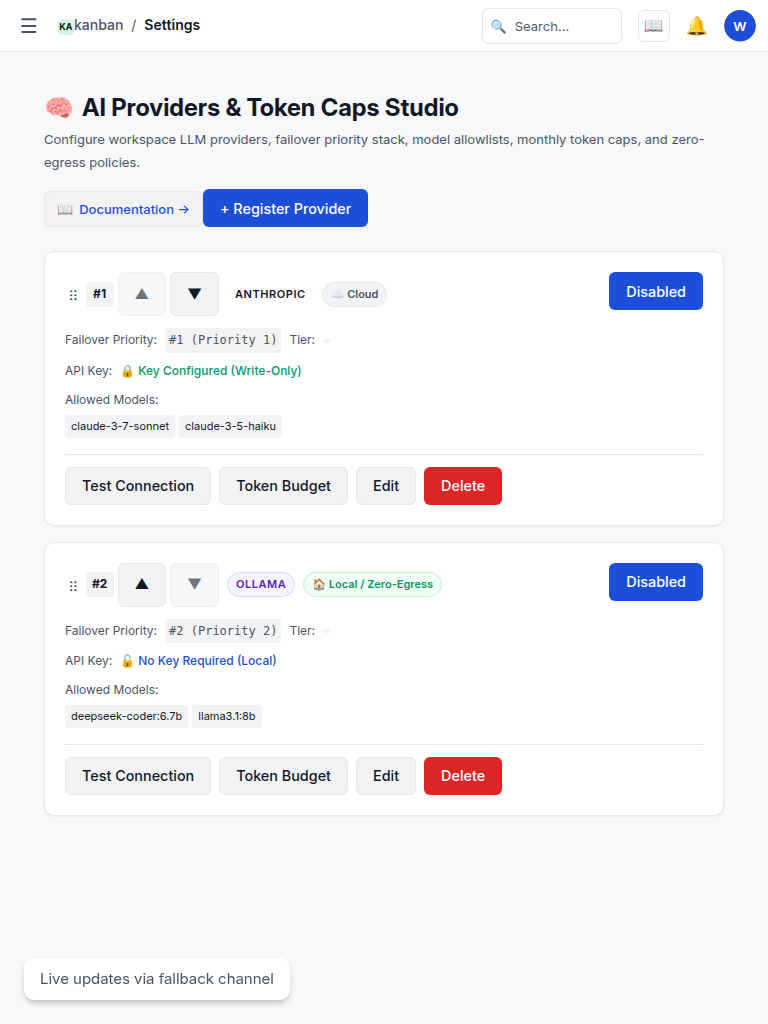 ☰ KA kanban / Settings 🔍 Search... 📖 🔔 W
🧠 AI Providers & Token Caps Studio
Configure workspace LLM providers, failover priority stack, model allowlists, monthly token caps, and zero-
egress policies.
📖 Documentation → + Register Provider
⠿ #1 ▲ ▼ ANTHROPIC ☁️ Cloud Disabled
Failover Priority: #1 (Priority 1) Tier:
API Key: 🔒 Key Configured (Write-Only)
Allowed Models:
claude-3-7-sonnet claude-3-5-haiku
Test Connection Token Budget Edit Delete
⠿ #2 ▲ ▼ OLLAMA 🏠 Local / Zero-Egress Disabled
Failover Priority: #2 (Priority 2) Tier:
API Key: 🔓 No Key Required (Local)
Allowed Models:
deepseek-coder:6.7b llama3.1:8b
Test Connection Token Budget Edit Delete
Live updates via fallback channel